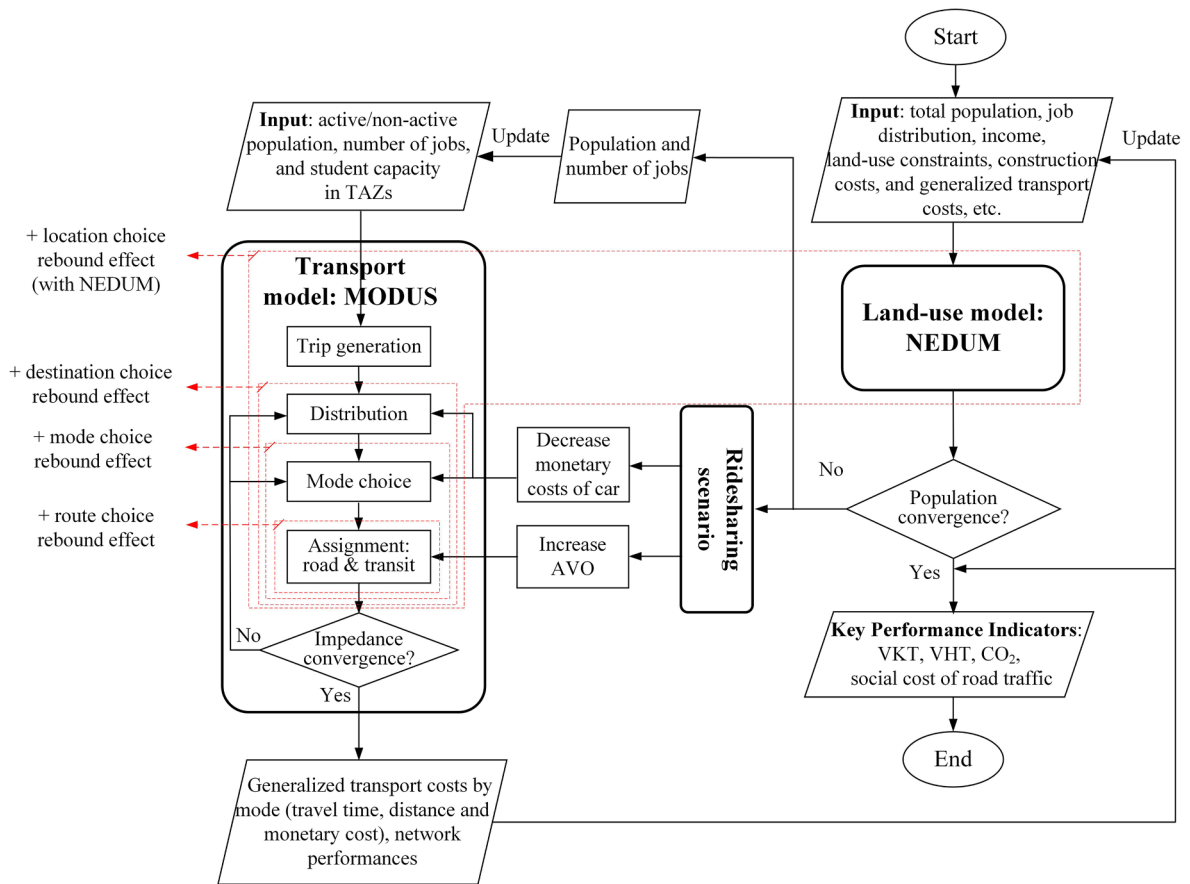 Start
Input: total population, job
distribution, income,
land-use constraints, construction
costs, and generalized transport
costs, etc.
Update
Input: active/non-active
population, number of jobs,
and student capacity
in TAZs
Update
Population and
number of jobs
+ location choice
rebound effect
(with NEDUM)
Transport
model: MODUS
Land-use model:
NEDUM
Trip generation
+ destination choice
rebound effect
Distribution
+ mode choice
rebound effect
Mode choice
Decrease
monetary
costs of car
Ridesharing
scenario
No
Population
convergence?
+ route choice
rebound effect
Assignment:
road & transit
Increase
AVO
Yes
No
Impedance
convergence?
Yes
Key Performance Indicators:
VKT, VHT, CO₂,
social cost of road traffic
End
Generalized transport costs by
mode (travel time, distance and
monetary cost), network
performances